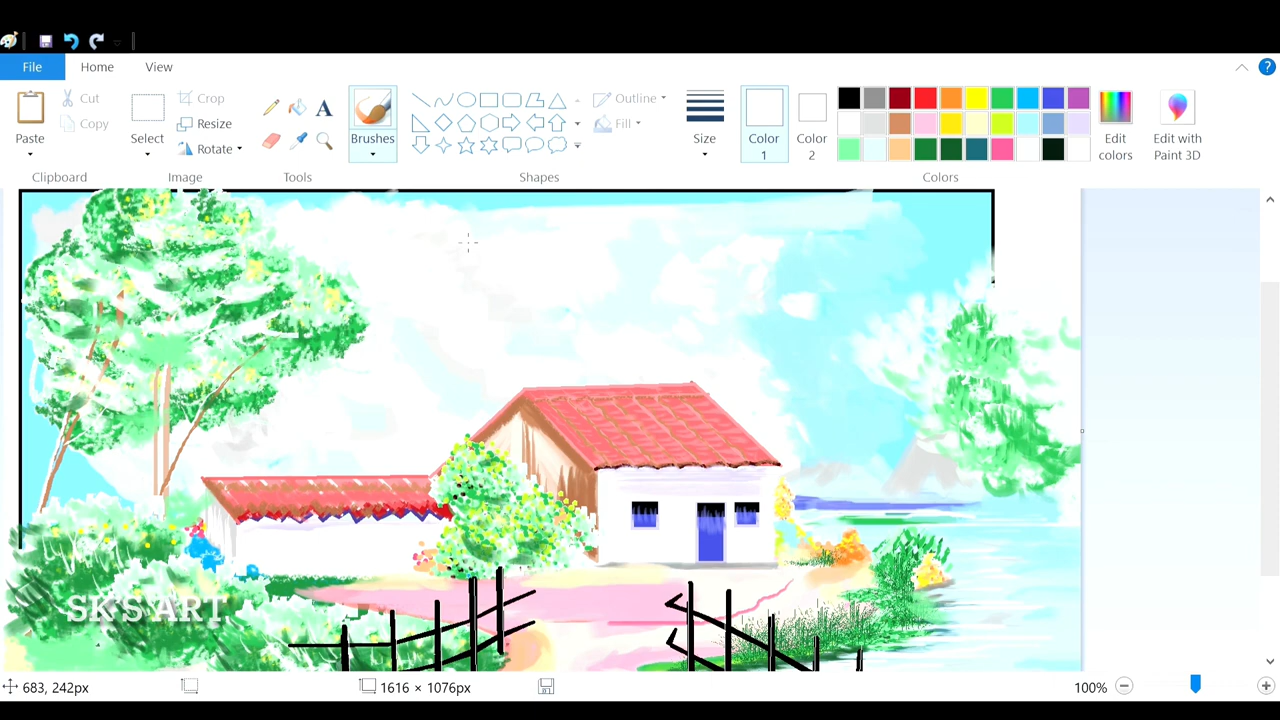 File Home View
Paste
Cut
Copy
Clipboard
Select
Crop
Resize
Rotate
Image
Tools
Brushes
Outline
Fill
Shapes
Size
Color 1
Color 2
Edit colors
Edit with Paint 3D
Colors
SK'S ART
683, 242px
1616 × 1076px
100%